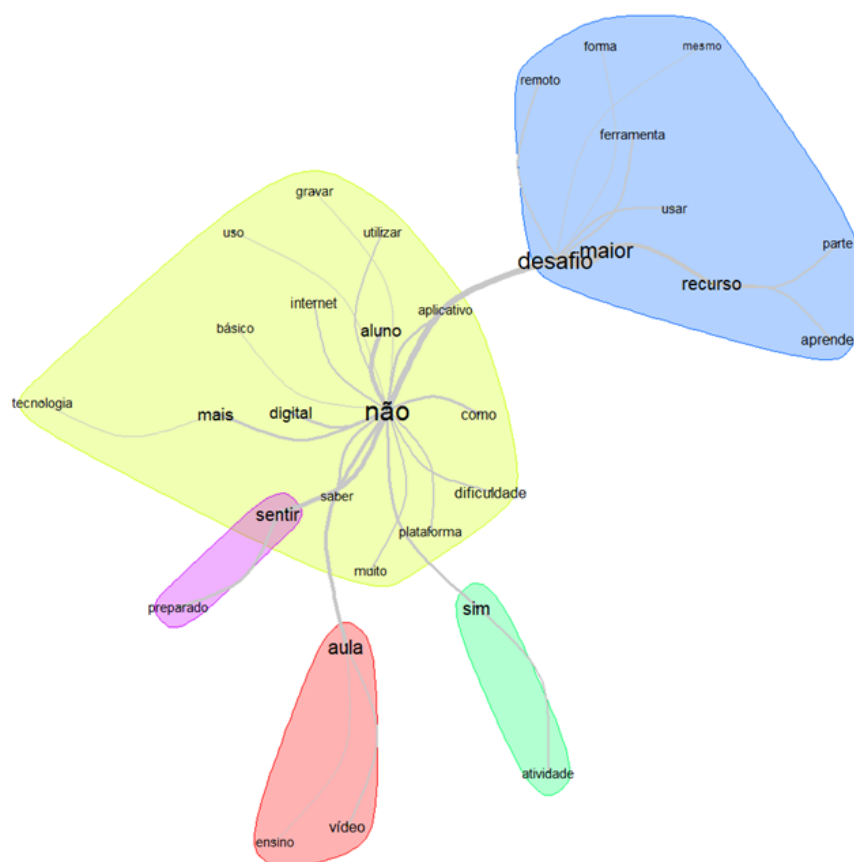 forma
mesmo
remoto
ferramenta
gravar
usar
uso
utilizar
parte
desafio
maior
recurso
internet
aplicativo
básico
aluno
aprende
tecnologia
mais
digital
não
como
saber
dificuldade
sentir
plataforma
muito
preparado
sim
aula
atividade
vídeo
ensino